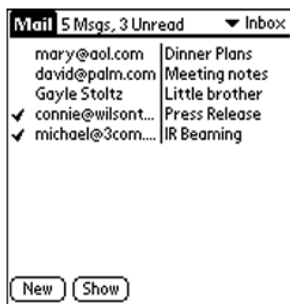 Mail 5 Msgs, 3 Unread Inbox
mary@aol.com Dinner Plans
david@palm.com Meeting notes
Gayle Stoltz Little brother
connie@wilsont... Press Release
michael@3com.... IR Beaming
New Show